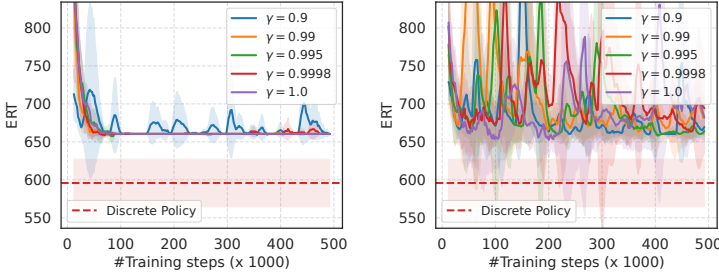 800
750
700
650
600
550
ERT
0
100
200
300
400
500
#Training steps (x 1000)
γ = 0.9
γ = 0.99
γ = 0.995
γ = 0.9998
γ = 1.0
Discrete Policy
800
750
700
650
600
550
ERT
0
100
200
300
400
500
#Training steps (x 1000)
γ = 0.9
γ = 0.99
γ = 0.995
γ = 0.9998
γ = 1.0
Discrete Policy